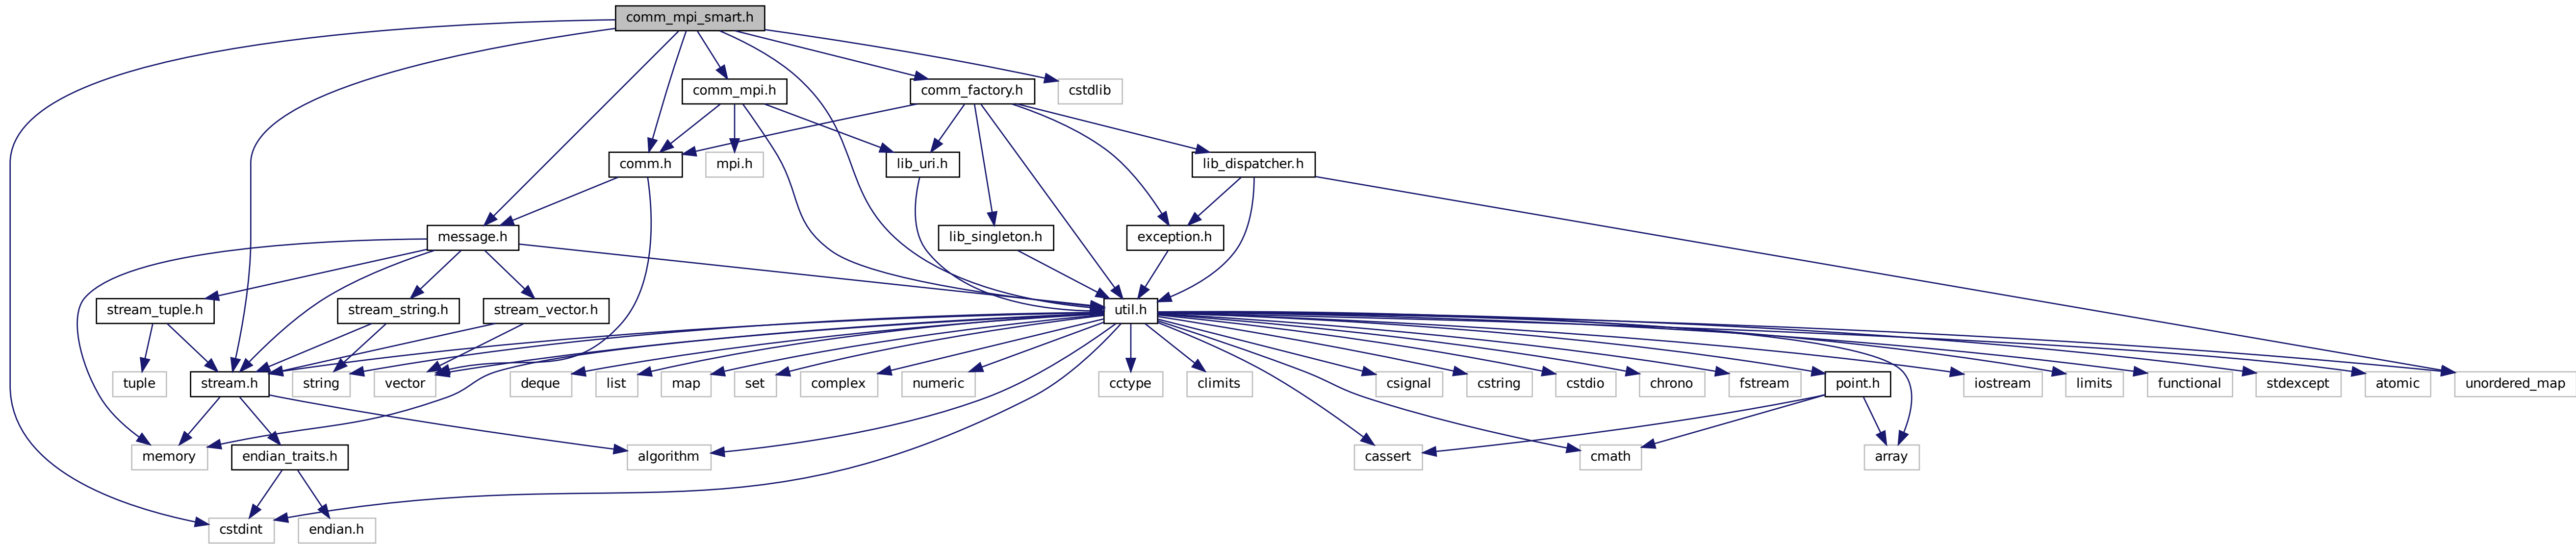 comm_mpi_smart.h
comm_mpi.h
comm_factory.h
cstdlib
comm.h
mpi.h
lib_uri.h
lib_dispatcher.h
message.h
lib_singleton.h
exception.h
stream_tuple.h
stream_string.h
stream_vector.h
util.h
tuple
stream.h
string
vector
deque
list
map
set
complex
numeric
cctype
climits
csignal
cstring
cstdio
chrono
fstream
point.h
iostream
limits
functional
stdexcept
atomic
unordered_map
memory
endian_traits.h
algorithm
cassert
cmath
array
cstdint
endian.h